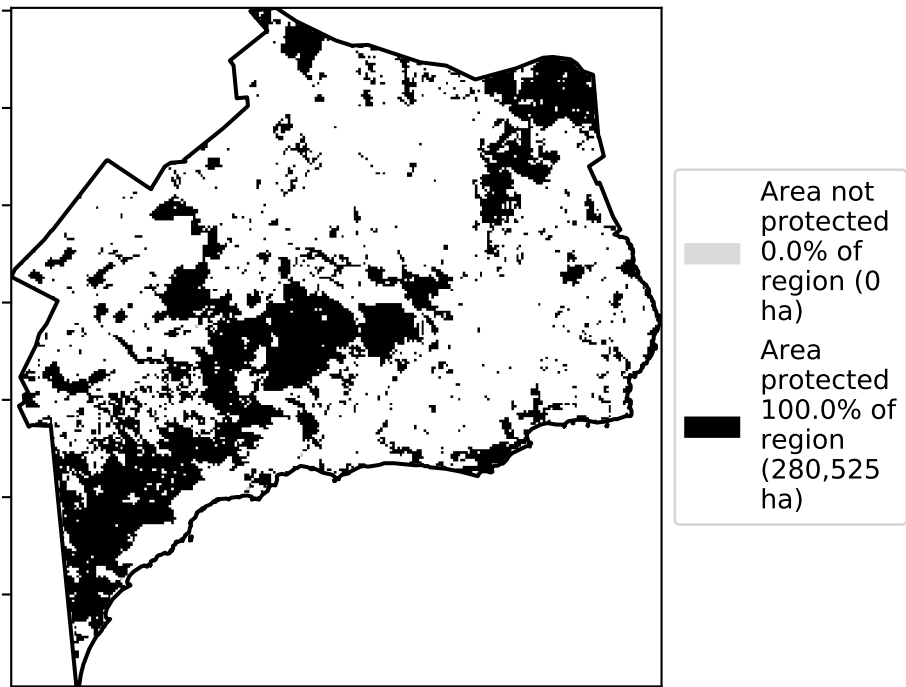 Area not
protected
0.0% of
region (0
ha)
Area
protected
100.0% of
region
(280,525
ha)